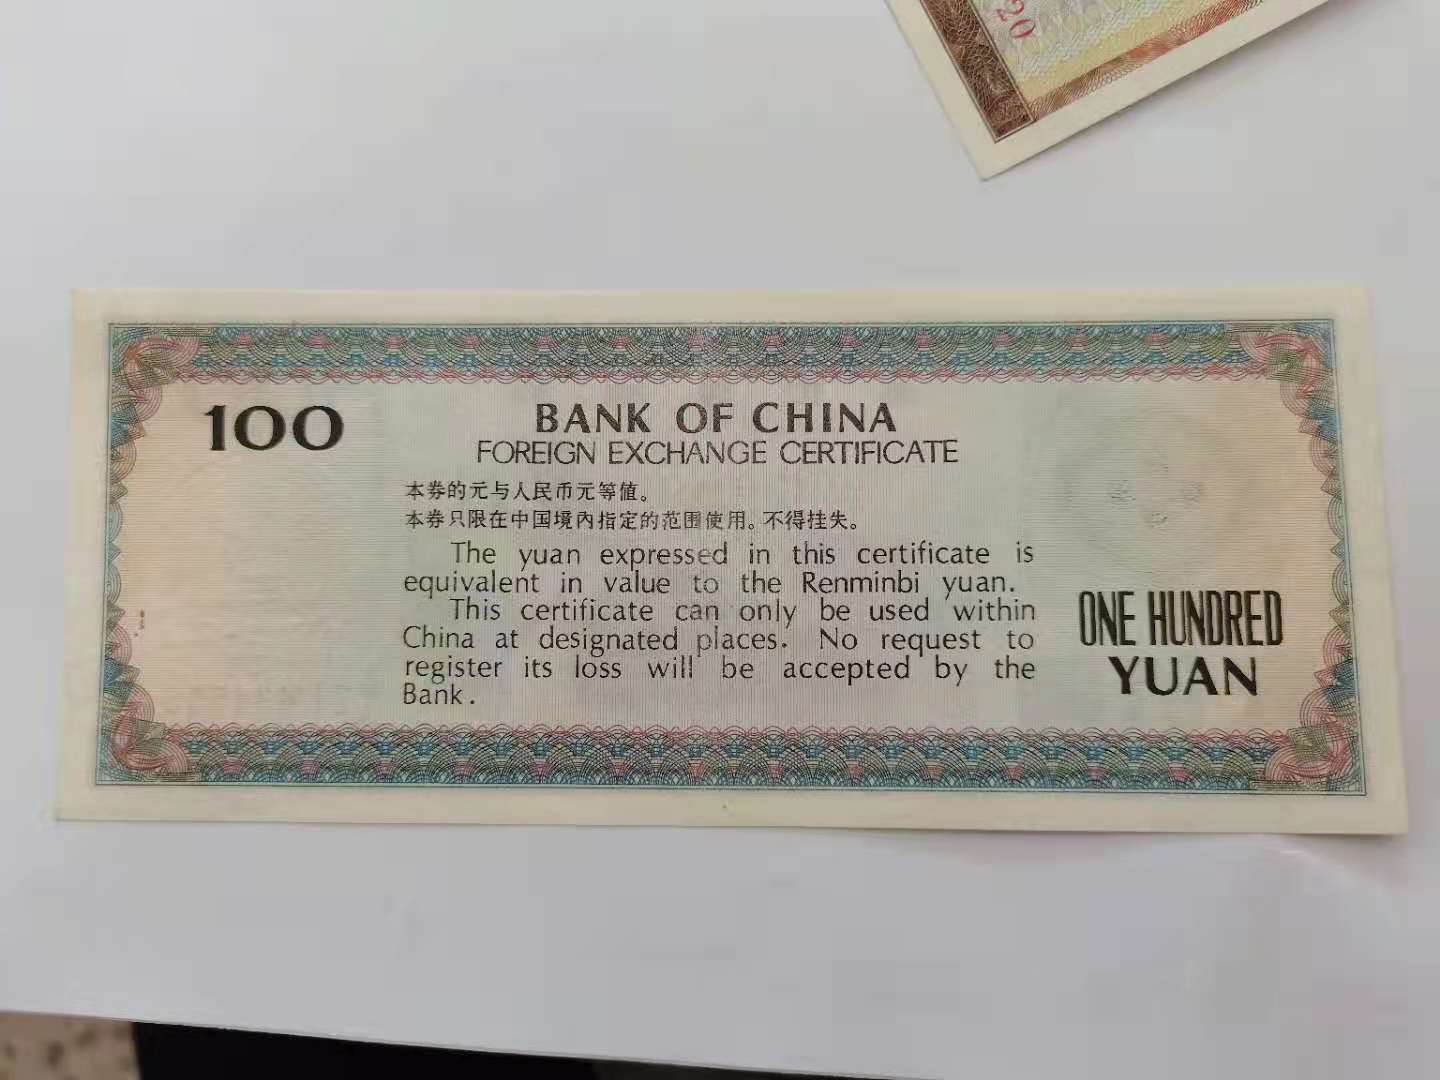 20
100
BANK OF CHINA
FOREIGN EXCHANGE CERTIFICATE
本券的元与人民币元等值。
本券只限在中国境内指定的范围使用。不得挂失。
The yuan expressed in this certificate is
equivalent in value to the Renminbi yuan.
This certificate can only be used within
China at designated places. No request to
register its loss will be accepted by the
Bank.
ONE HUNDRED
YUAN